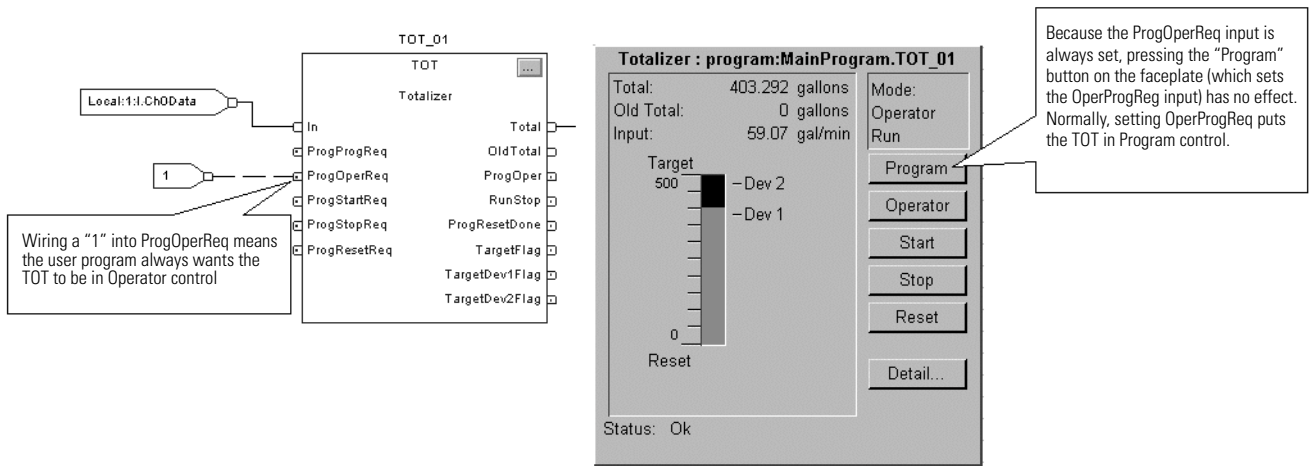 TOT_01
TOT
...
Totalizer
Local:1:I.Ch0Data
In
Total
ProgProgReq
OldTotal
1
ProgOperReq
ProgOper
ProgStartReq
RunStop
ProgStopReq
ProgResetDone
ProgResetReq
TargetFlag
TargetDev1Flag
TargetDev2Flag
Wiring a “1” into ProgOperReq means
the user program always wants the
TOT to be in Operator control
Totalizer : program:MainProgram.TOT_01
Total: 403.292 gallons
Old Total: 0 gallons
Input: 59.07 gal/min
Mode:
Operator
Run
Target
500
Dev 2
Dev 1
0
Reset
Program
Operator
Start
Stop
Reset
Detail...
Status: Ok
Because the ProgOperReq input is
always set, pressing the “Program”
button on the faceplate (which sets
the OperProgReg input) has no effect.
Normally, setting OperProgReq puts
the TOT in Program control.